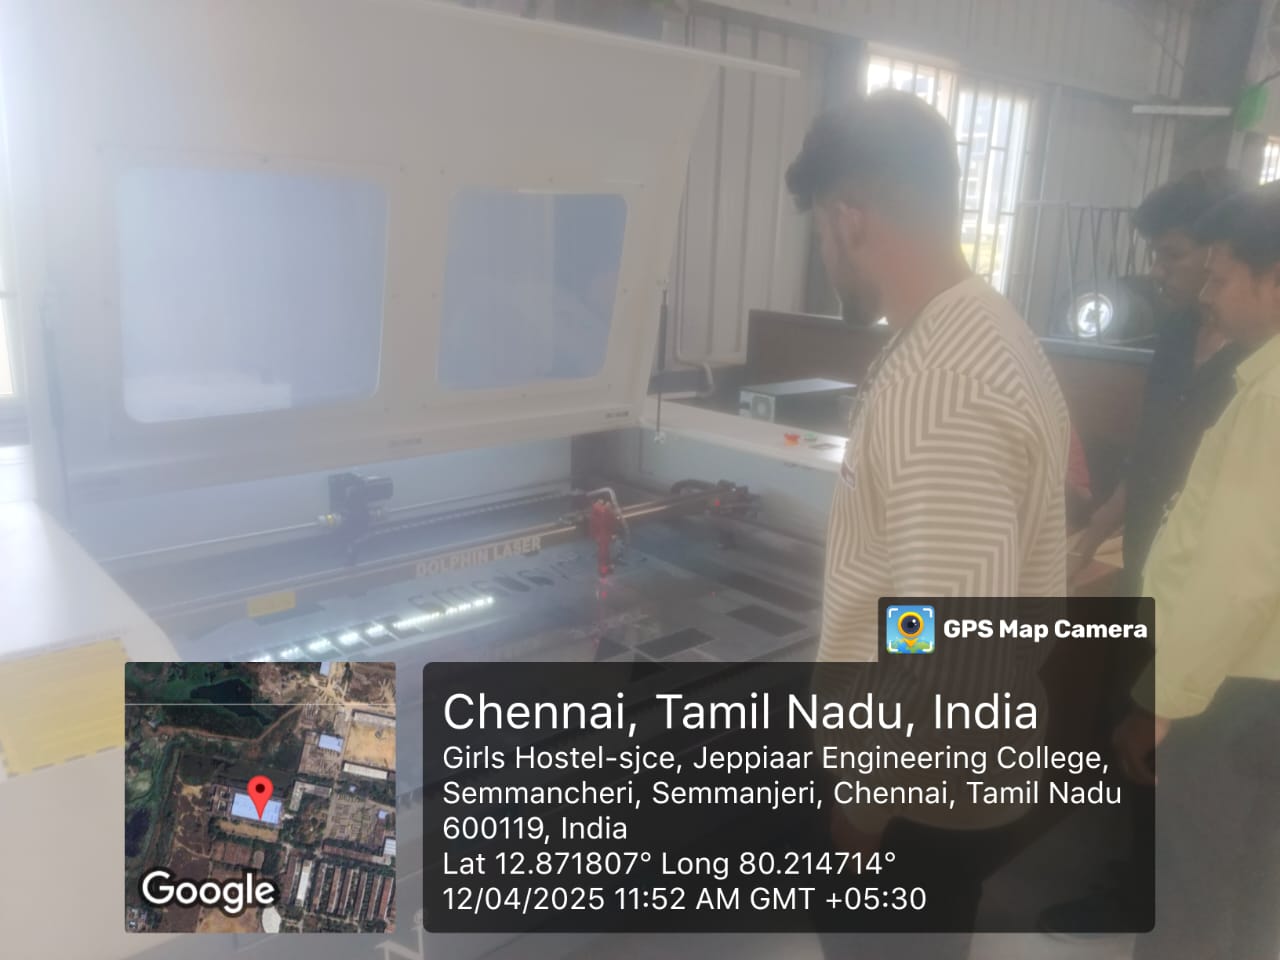 DOLPHIN LASER
GPS Map Camera
Chennai, Tamil Nadu, India
Girls Hostel-sjce, Jeppiaar Engineering College,
Semmancheri, Semmanjeri, Chennai, Tamil Nadu
600119, India
Lat 12.871807° Long 80.214714°
12/04/2025 11:52 AM GMT +05:30
Google